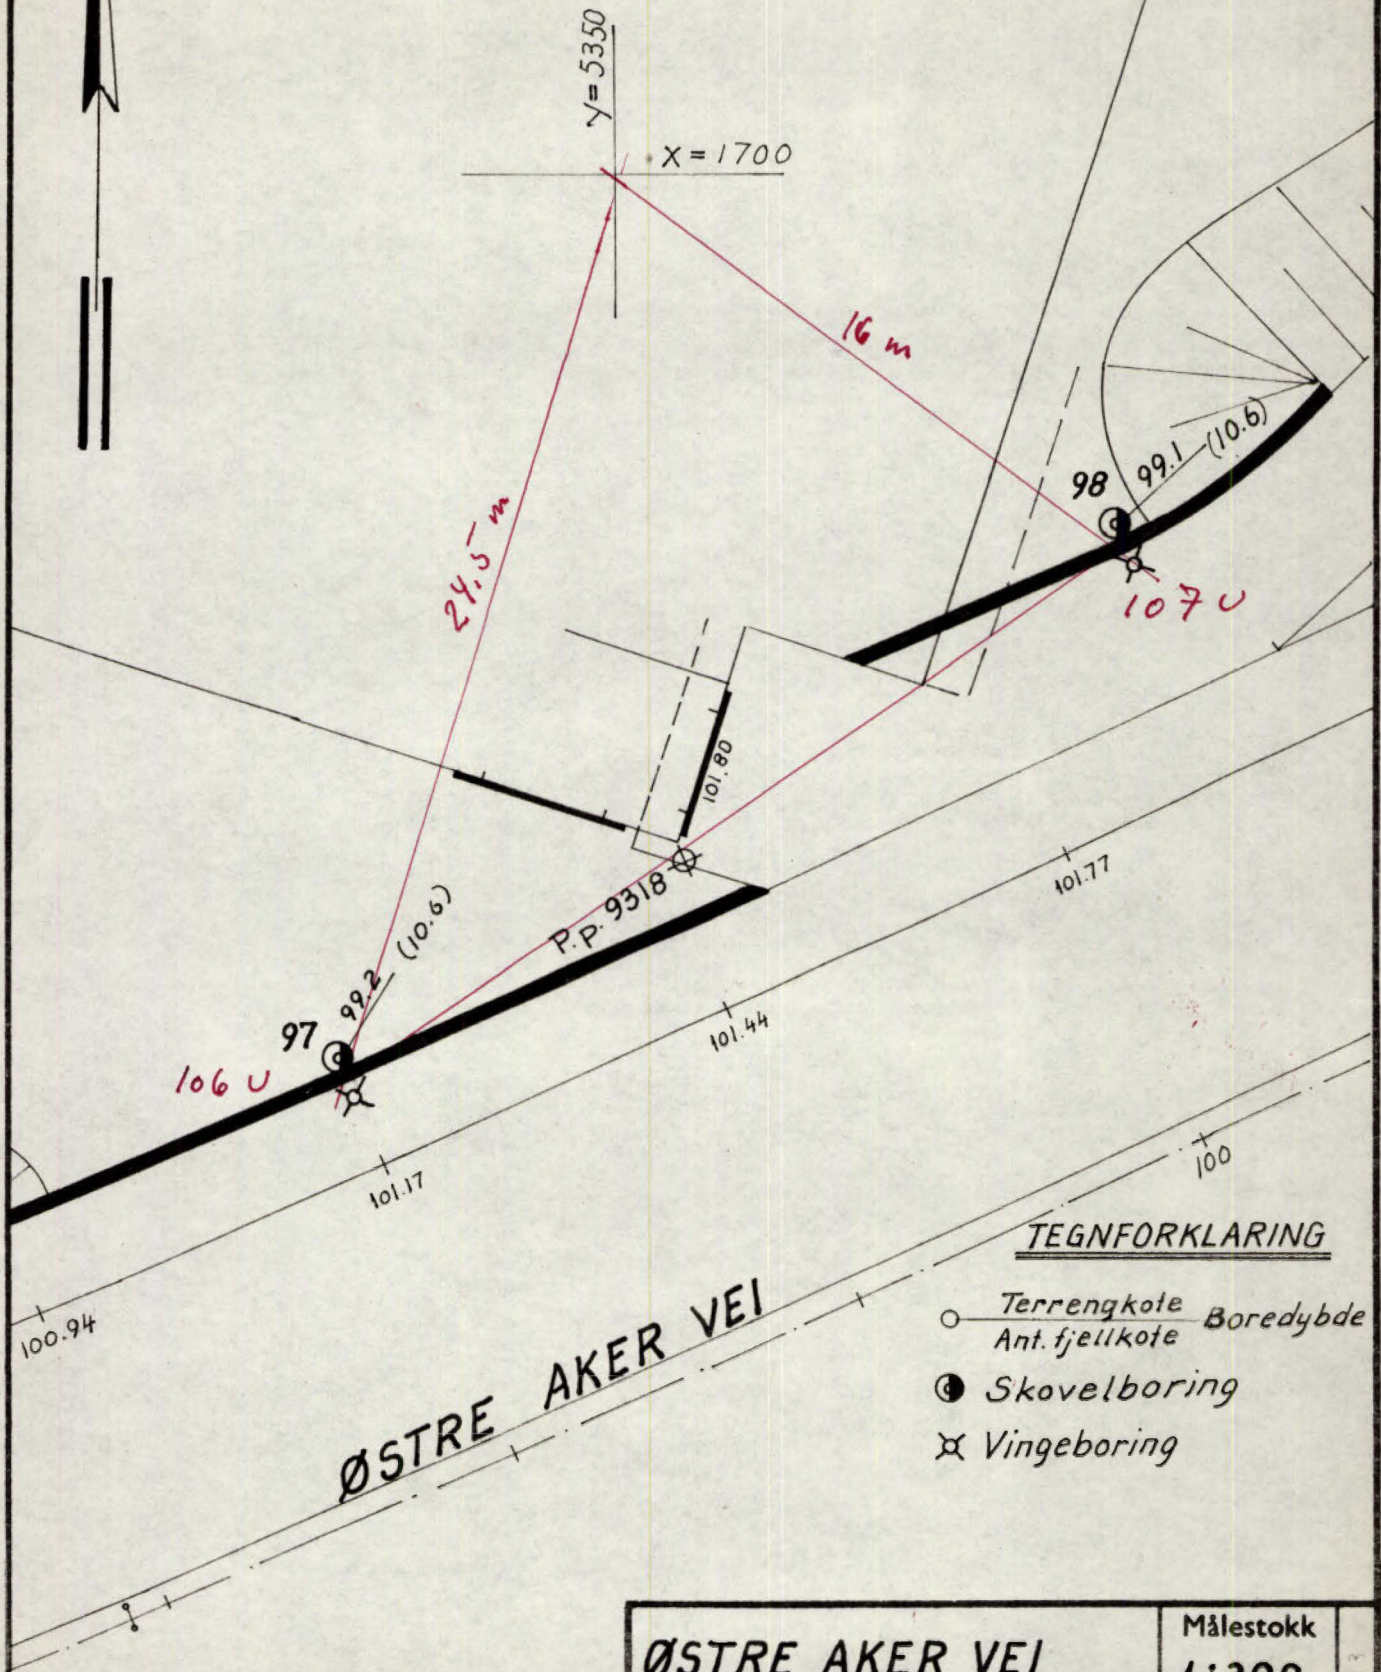 y=5350
X=1700
16 m
24,5 m
98
99.1 (10.6)
107 U
101.80
P.P. 9318
101.77
99.2 (10.6)
97
106 U
101.44
101.17
100
100.94
TEGNFORKLARING
Terrengkote
Ant. fjellkote
Boredybde
Skovelboring
Vingeboring
ØSTRE AKER VEI
ØSTRE AKER VEI
Målestokk